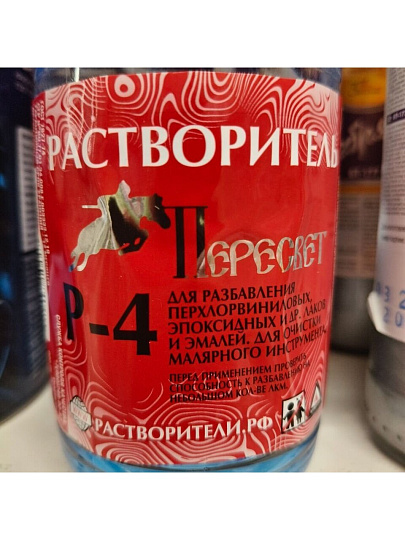 РАСТВОРИТЕЛЬ
ПЕРЕСВЕТ
Р-4
ДЛЯ РАЗБАВЛЕНИЯ
ПЕРХЛОРВИНИЛОВЫХ,
ЭПОКСИДНЫХ И ДР. ЛАКОВ
И ЭМАЛЕЙ. ДЛЯ ОЧИСТКИ
МАЛЯРНОГО ИНСТРУМЕНТА.
ПЕРЕД ПРИМЕНЕНИЕМ ПРОВЕРИТЬ
СПОСОБНОСТЬ К РАЗБАВЛЕНИЮ В
НЕБОЛЬШОМ КОЛ-ВЕ ЛКМ.
РАСТВОРИТЕЛИ.РФ